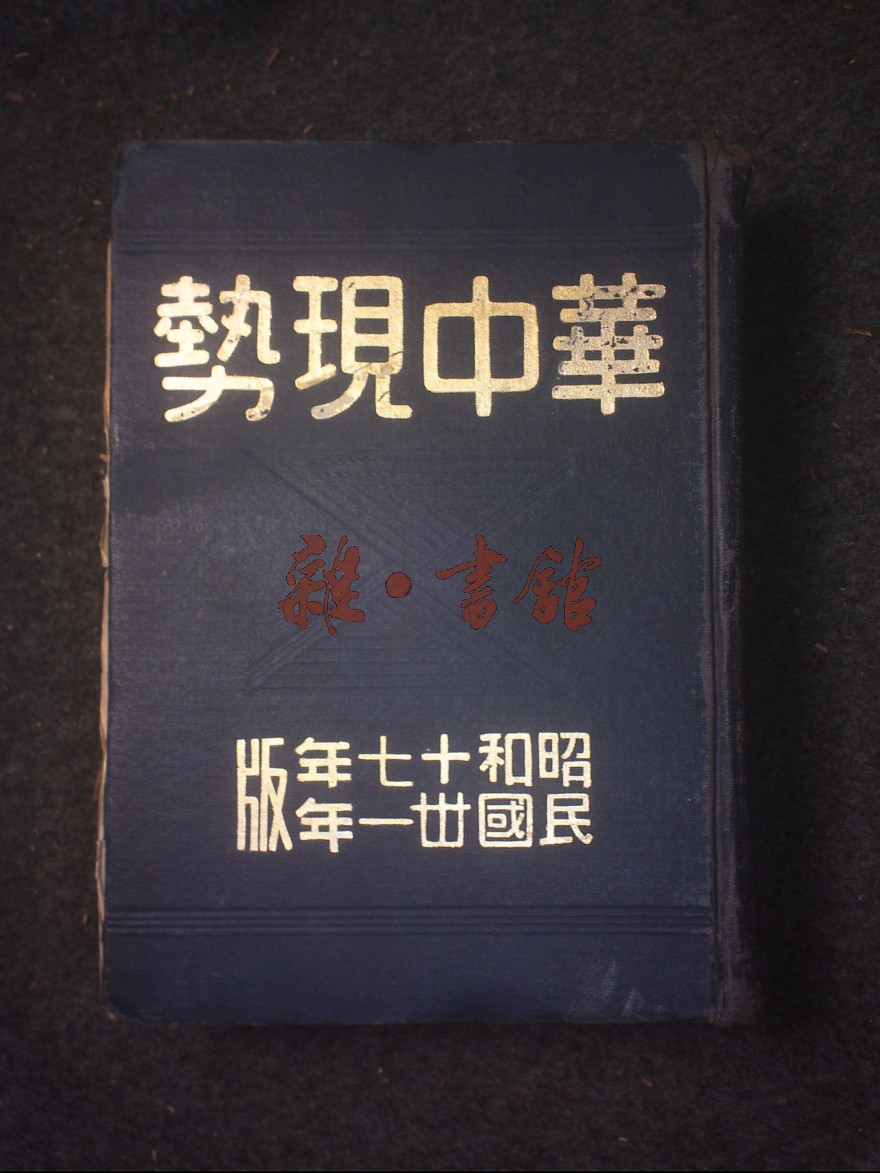 華中現勢
雜·書館
昭和十七年
民國卅一年
版